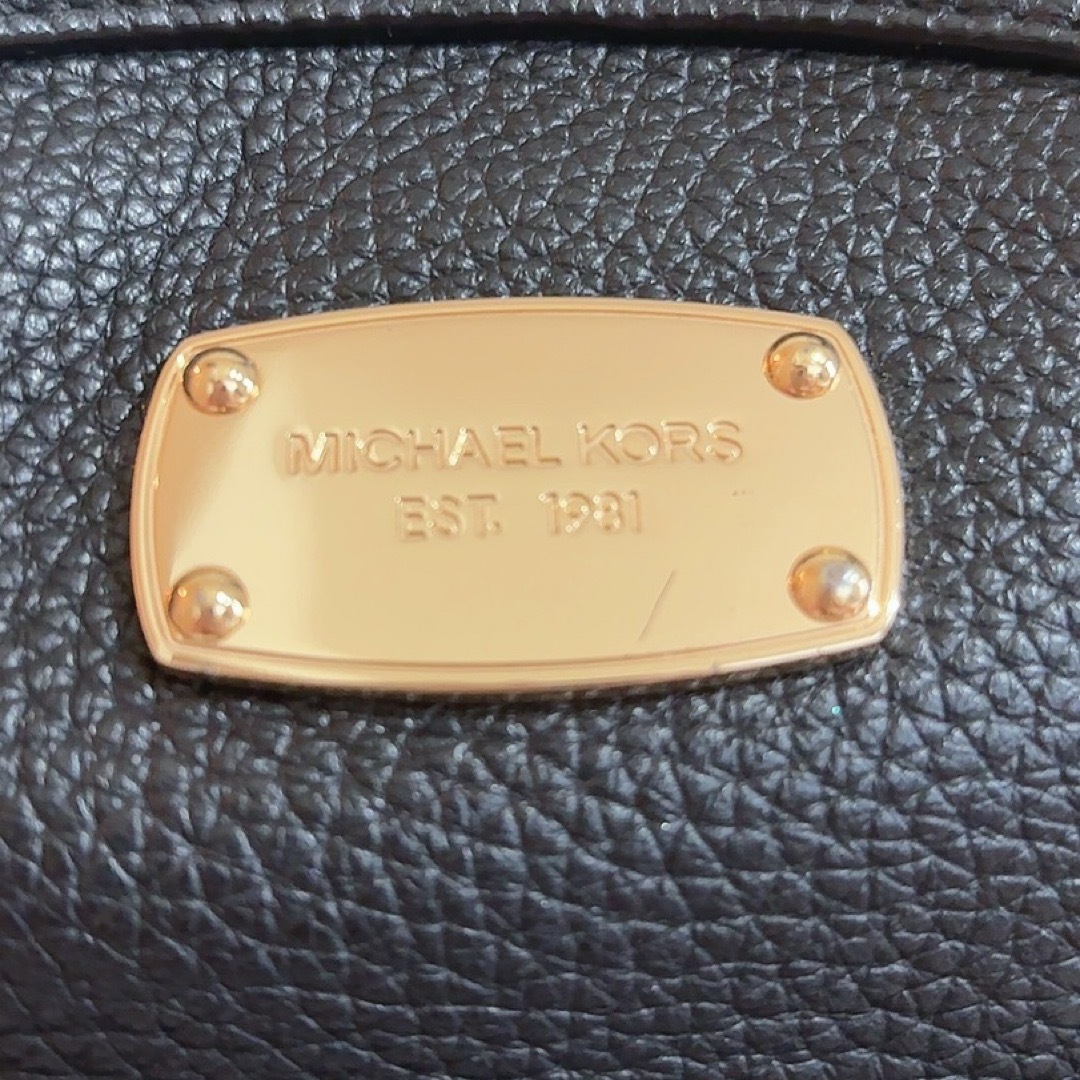 MICHAEL KORS
EST. 1981